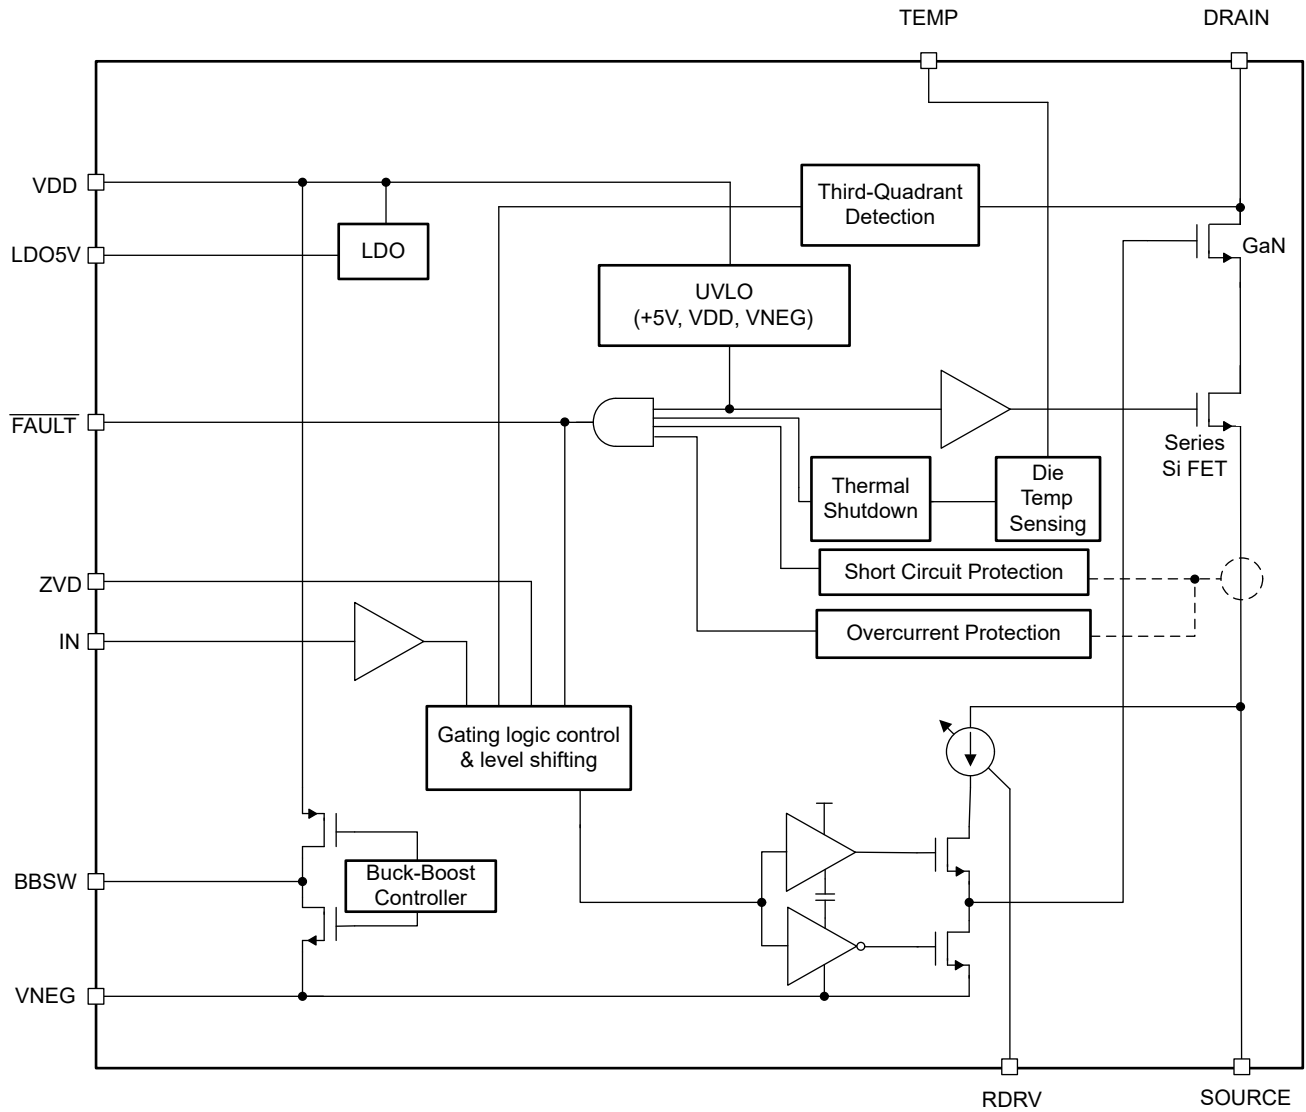 TEMP
DRAIN
VDD
Third-Quadrant
Detection
LDO5V
LDO
GaN
UVLO
(+5V, VDD, VNEG)
FAULT
Series
Si FET
Thermal
Shutdown
Die
Temp
Sensing
Short Circuit Protection
ZVD
IN
Overcurrent Protection
Gating logic control
& level shifting
BBSW
Buck-Boost
Controller
VNEG
RDRV
SOURCE